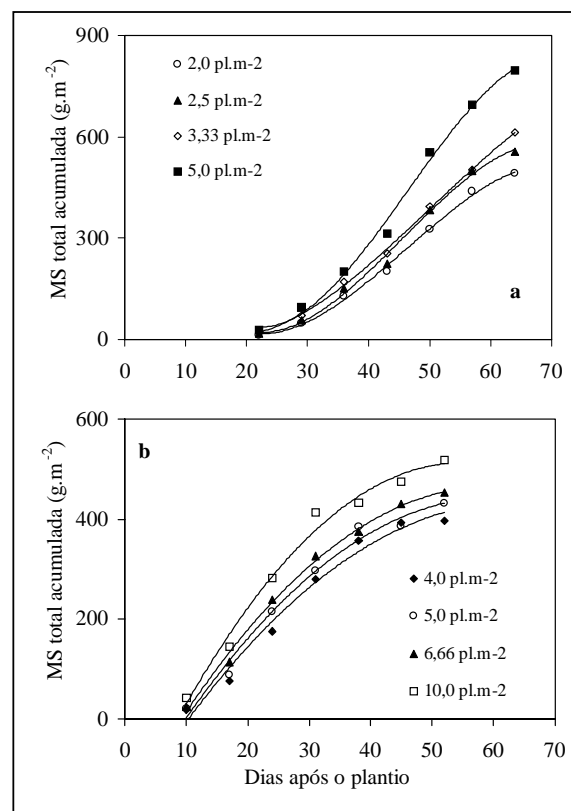 900
600
300
0
MS total acumulada (g.m-2)
2,0 pl.m-2
2,5 pl.m-2
3,33 pl.m-2
5,0 pl.m-2
a
0 10 20 30 40 50 60 70
b
600
400
200
0
MS total acumulada (g.m-2)
4,0 pl.m-2
5,0 pl.m-2
6,66 pl.m-2
10,0 pl.m-2
0 10 20 30 40 50 60 70
Dias após o plantio